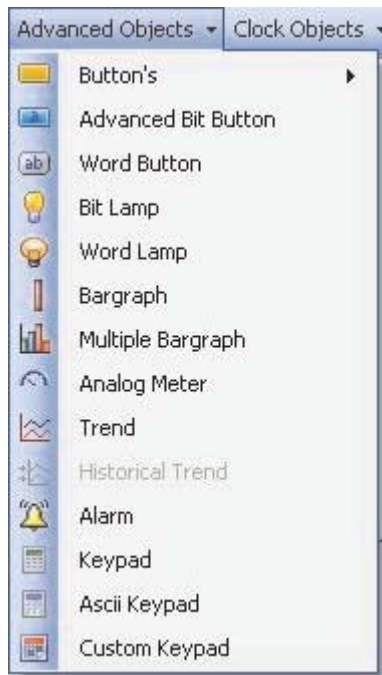 Advanced Objects Clock Objects
Button's
a Advanced Bit Button
ab Word Button
Bit Lamp
Word Lamp
Bargraph
Multiple Bargraph
Analog Meter
Trend
Historical Trend
Alarm
Keypad
Ascii Keypad
Custom Keypad